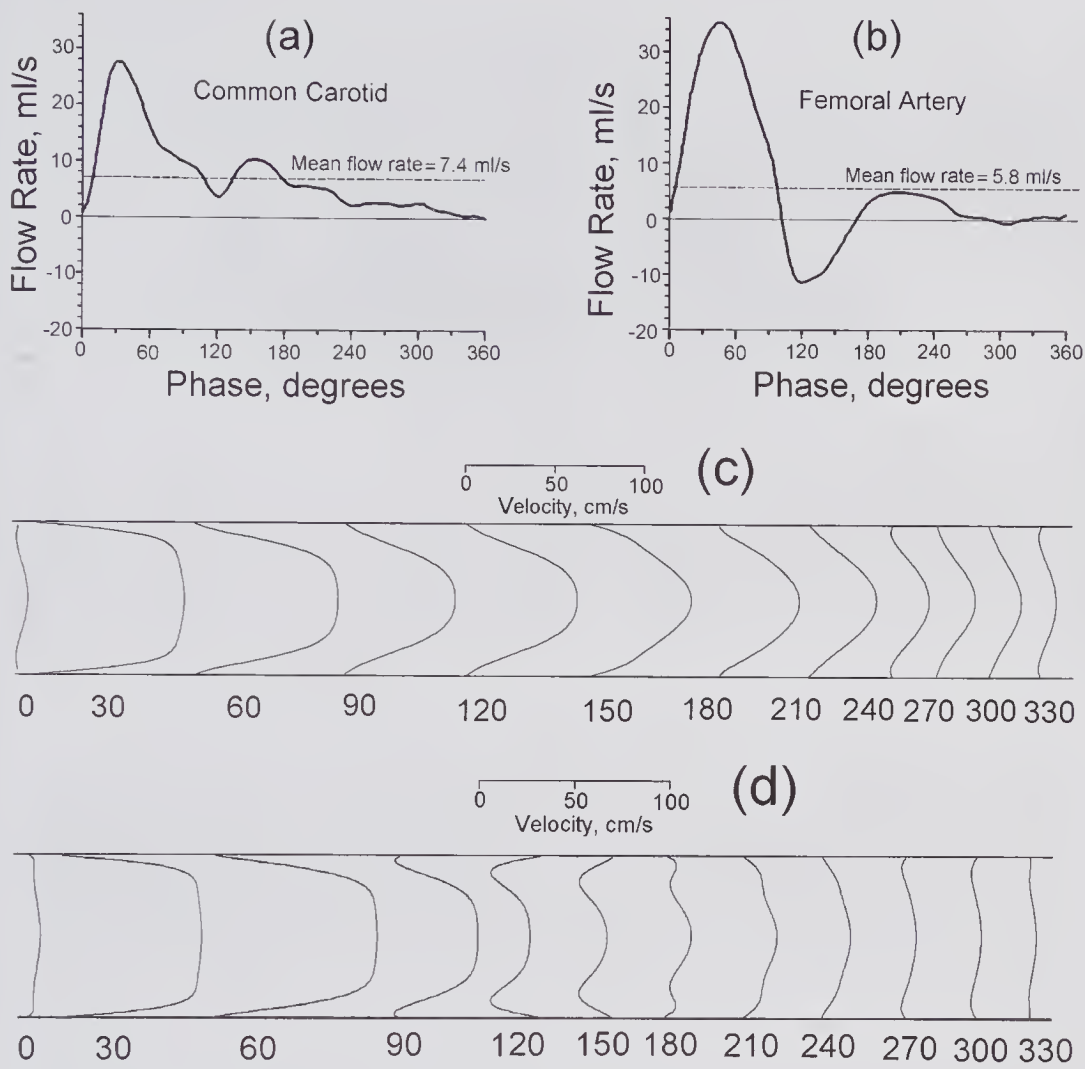 (a)
Common Carotid
Mean flow rate=7.4 ml/s
Flow Rate, ml/s
30
20
10
0
-10
-20
0 60 120 180 240 300 360
Phase, degrees
(b)
Femoral Artery
Mean flow rate=5.8 ml/s
Flow Rate, ml/s
30
20
10
0
-10
-20
0 60 120 180 240 300 360
Phase, degrees
(c)
0 50 100
Velocity, cm/s
0 30 60 90 120 150 180 210 240 270 300 330
(d)
0 50 100
Velocity, cm/s
0 30 60 90 120 150 180 210 240 270 300 330